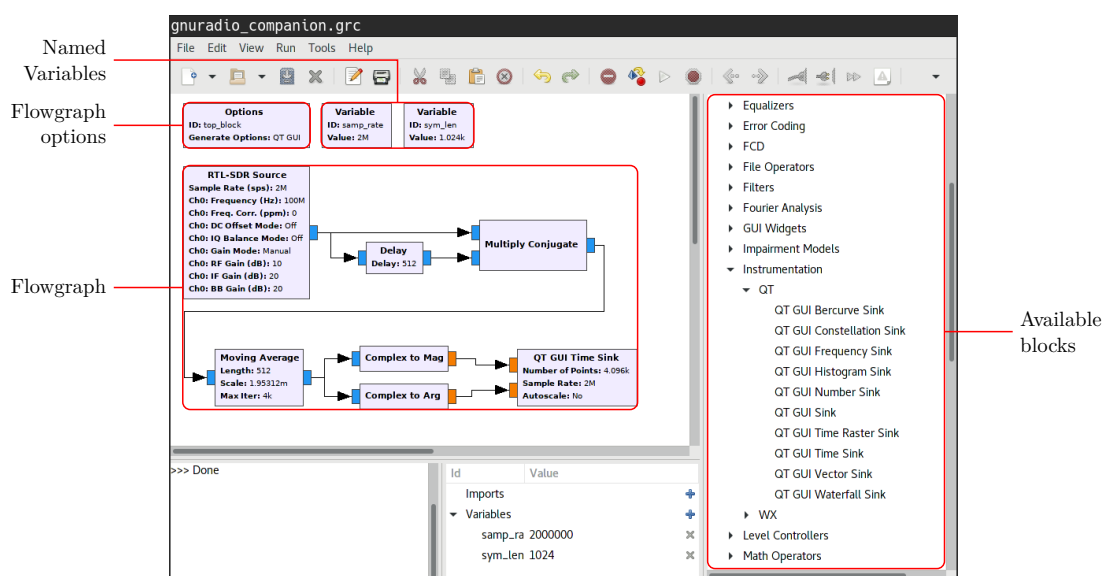 gnuradio_companion.grc
File Edit View Run Tools Help
Named
Variables
Flowgraph
options
Flowgraph
Options
ID: top_block
Generate Options: QT GUI
Variable
ID: samp_rate
Value: 2M
Variable
ID: sym_len
Value: 1.024k
RTL-SDR Source
Sample Rate (sps): 2M
Ch0: Frequency (Hz): 100M
Ch0: Freq. Corr. (ppm): 0
Ch0: DC Offset Mode: Off
Ch0: IQ Balance Mode: Off
Ch0: Gain Mode: Manual
Ch0: RF Gain (dB): 10
Ch0: IF Gain (dB): 20
Ch0: BB Gain (dB): 20
Delay
Delay: 512
Multiply Conjugate
Moving Average
Length: 512
Scale: 1.95312m
Max Iter: 4k
Complex to Mag
Complex to Arg
QT GUI Time Sink
Number of Points: 4.096k
Sample Rate: 2M
Autoscale: No
Equalizers
Error Coding
FCD
File Operators
Filters
Fourier Analysis
GUI Widgets
Impairment Models
Instrumentation
QT
QT GUI Bercurve Sink
QT GUI Constellation Sink
QT GUI Frequency Sink
QT GUI Histogram Sink
QT GUI Number Sink
QT GUI Sink
QT GUI Time Raster Sink
QT GUI Time Sink
QT GUI Vector Sink
QT GUI Waterfall Sink
WX
Level Controllers
Math Operators
Available
blocks
>>> Done
Id Value
Imports
Variables
samp_ra 2000000
sym_len 1024